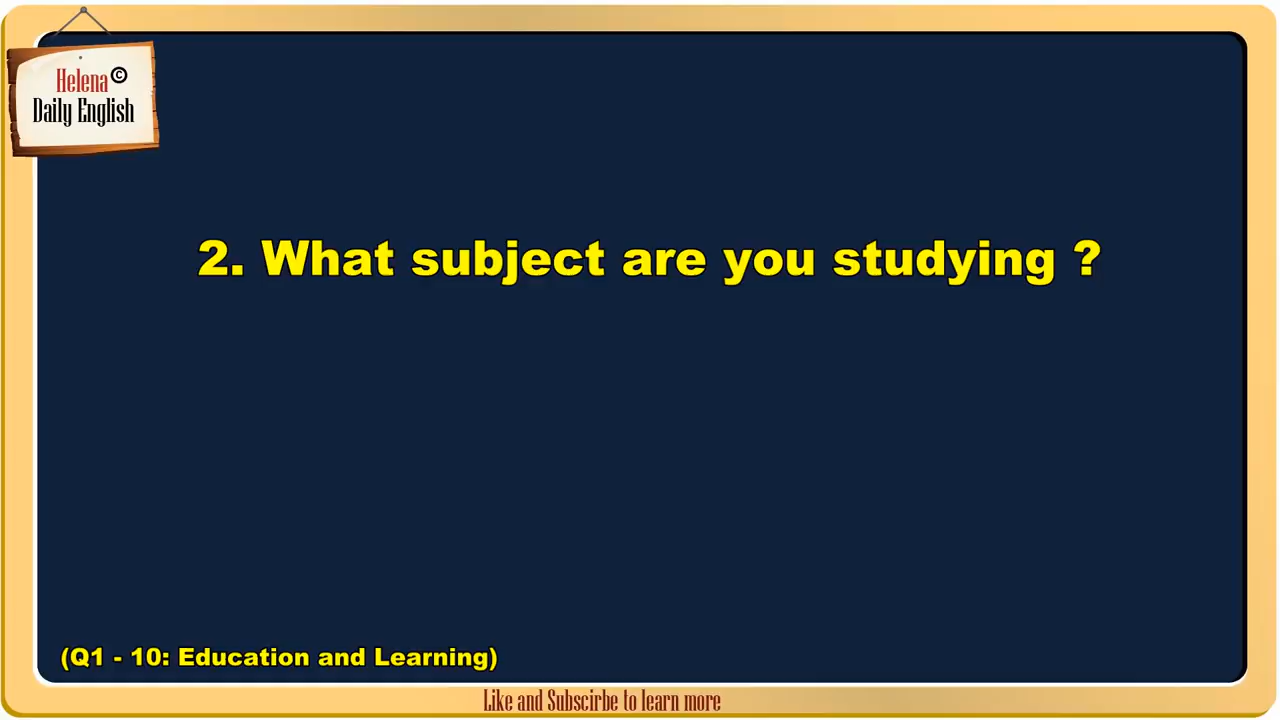 Helena ©
Daily English
2. What subject are you studying ?
(Q1 - 10: Education and Learning)
Like and Subscirbe to learn more